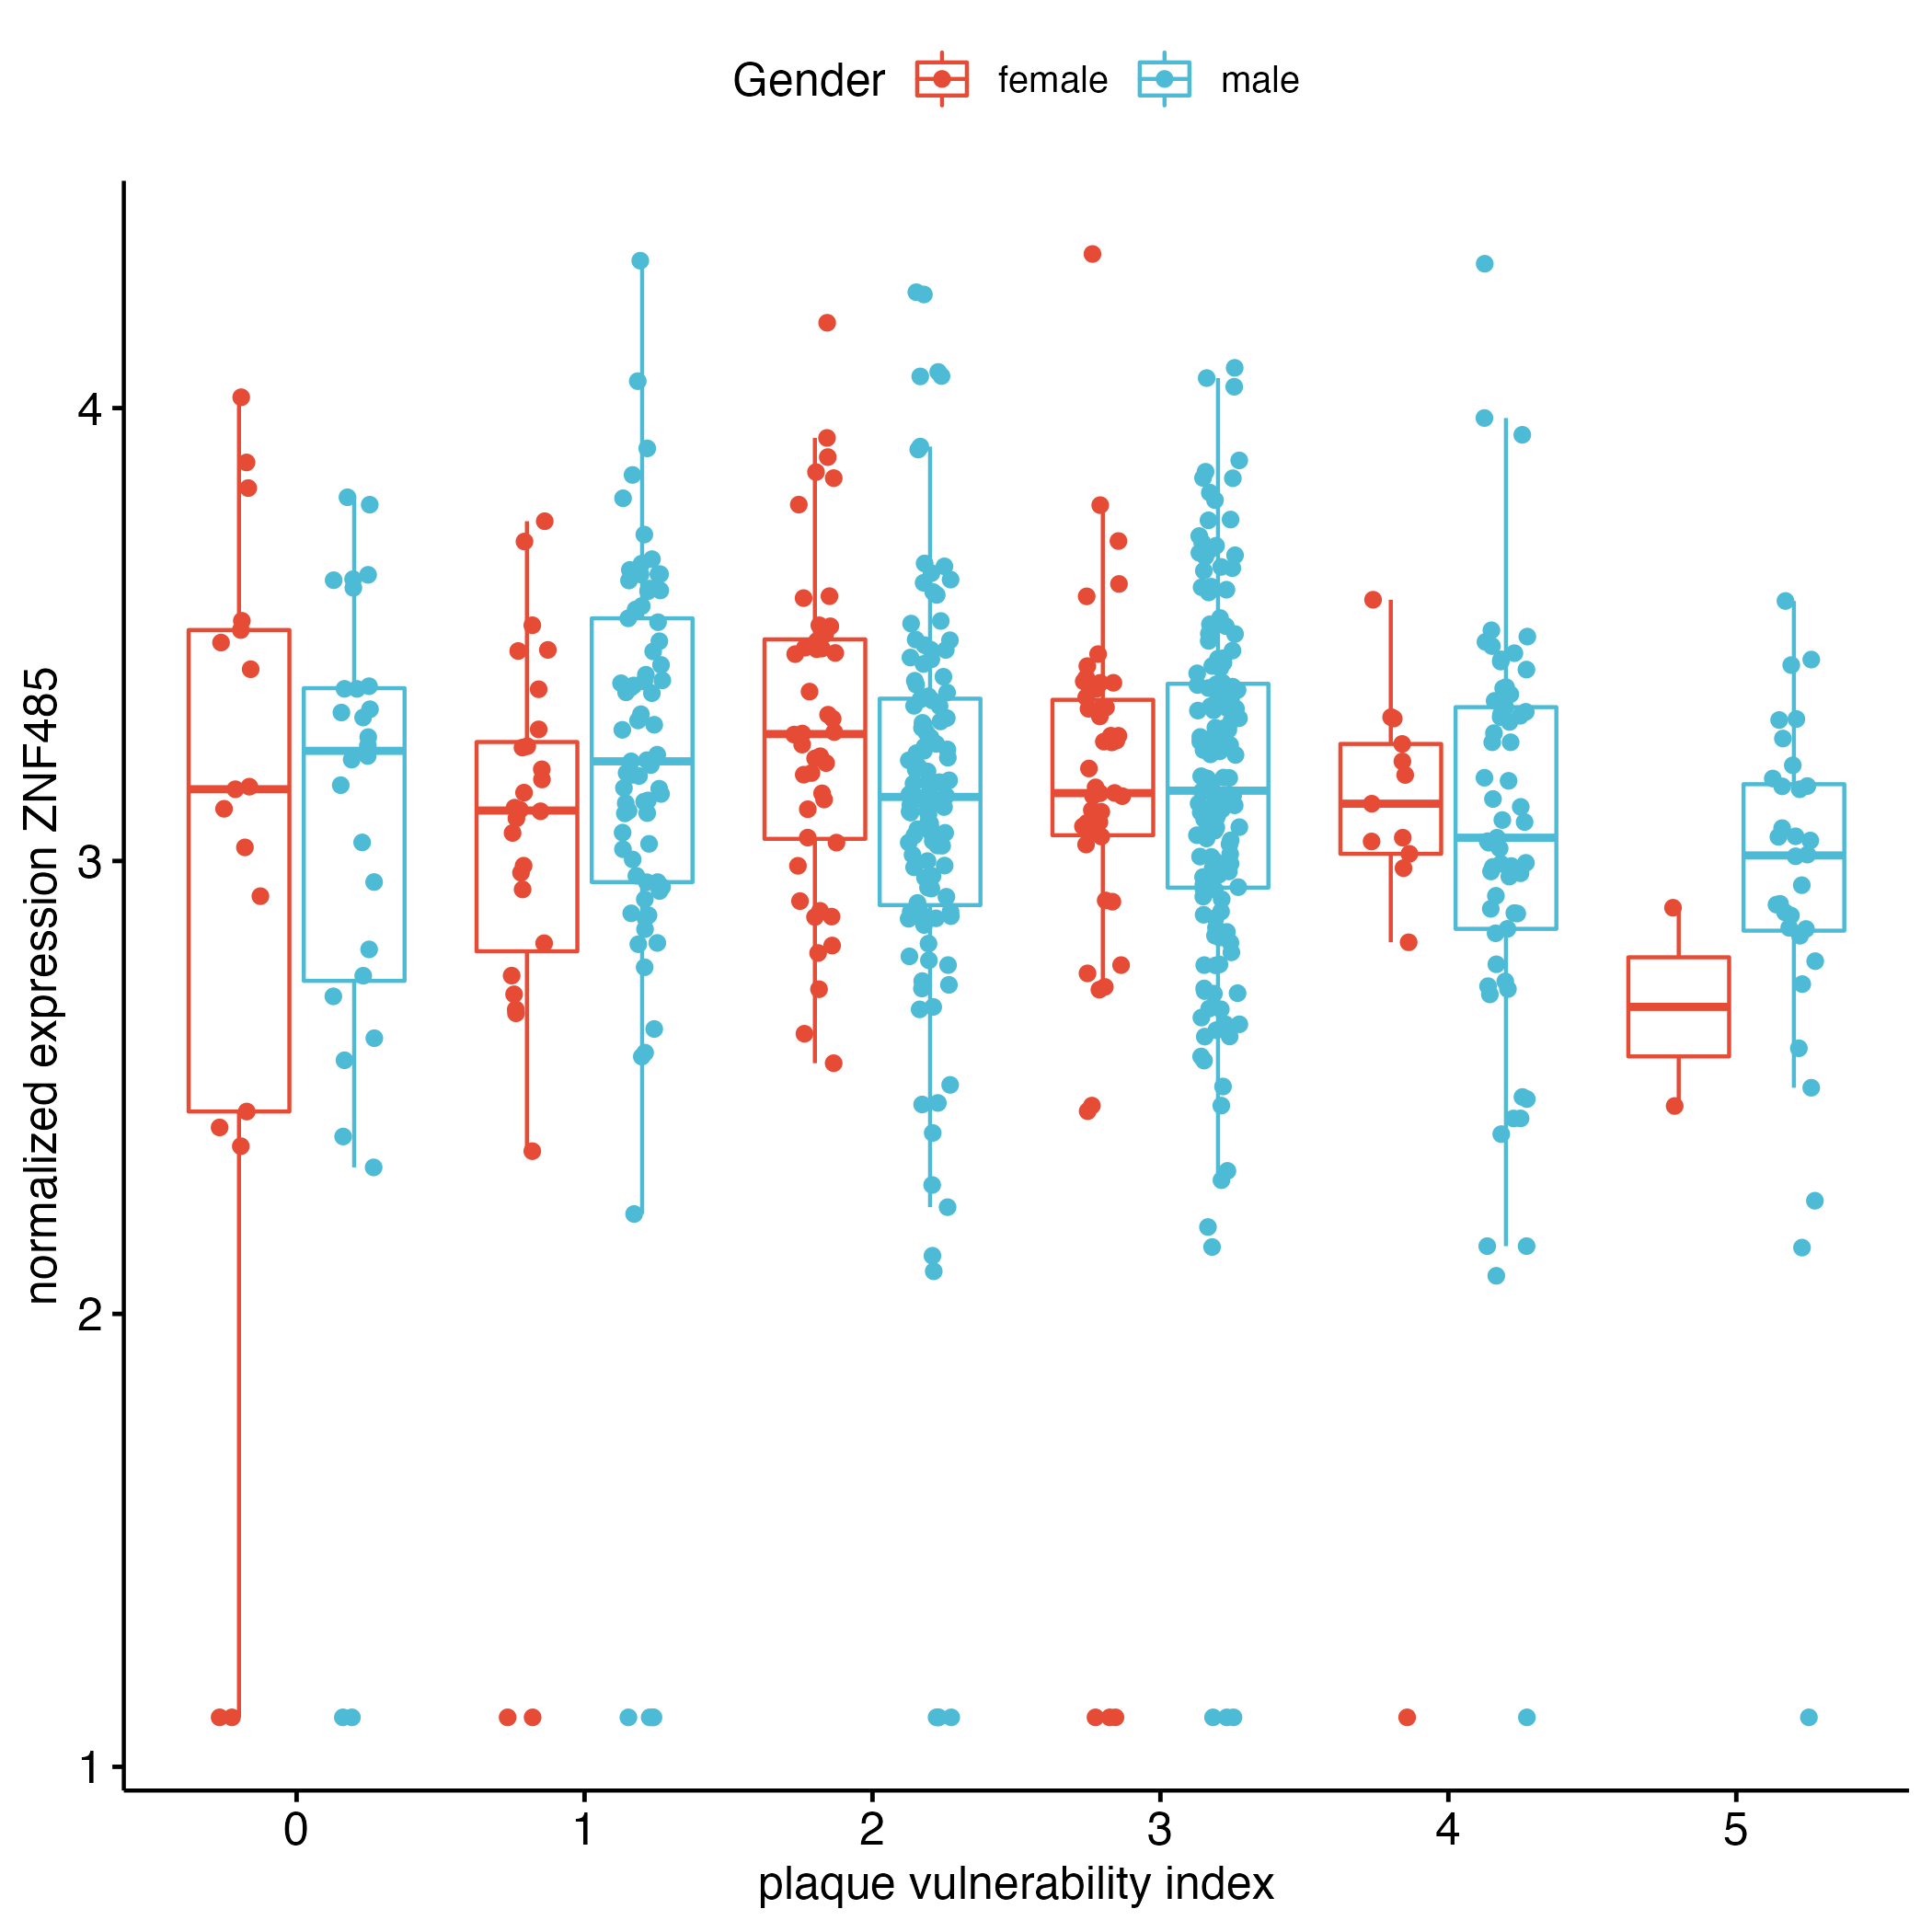 Gender female male
normalized expression ZNF485
4
3
2
1
0 1 2 3 4 5
plaque vulnerability index